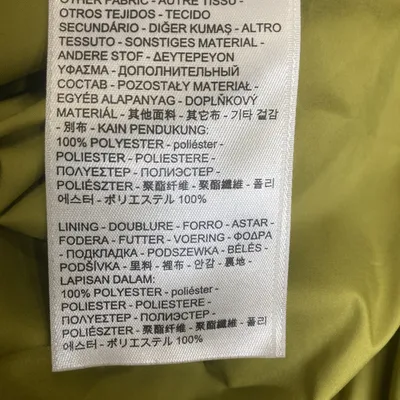 OTHER FABRIC - AUTRE TISSU -
OTROS TEJIDOS - TECIDO
SECUNDÁRIO - DIĞER KUMAŞ - ALTRO
TESSUTO - SONSTIGES MATERIAL -
ANDERE STOF - ΔΕΥΤΕΡΕΥΟΝ
ΥΦΑΣΜΑ - ДОПОЛНИТЕЛЬНЫЙ
СОСТАВ - POZOSTAŁY MATERIAŁ -
EGYÉB ALAPANYAG - DOPLŇKOVÝ
MATERIÁL - 其他面料 - 其它布 - 기타 겉감
- 別布 - KAIN PENDUKUNG:
100% POLYESTER - poliéster -
POLIESTER - POLIESTERE -
ΠΟΛΥΕΣΤΕΡ - ПОЛИЭСТЕР -
POLIÉSZTER - 聚酯纤维 - 聚酯纖維 - 폴리
에스터 - ポリエステル 100%
LINING - DOUBLURE - FORRO - ASTAR -
FODERA - FUTTER - VOERING - ΦΟΔΡΑ
- ПОДКЛАДКА - PODSZEWKA - BÉLÉS -
PODŠÍVKA - 里料 - 裡布 - 안감 - 裏地 -
LAPISAN DALAM:
100% POLYESTER - poliéster -
POLIESTER - POLIESTERE -
ΠΟΛΥΕΣΤΕΡ - ПОЛИЭСТЕР -
POLIÉSZTER - 聚酯纤维 - 聚酯纖維 - 폴리
에스터 - ポリエステル 100%